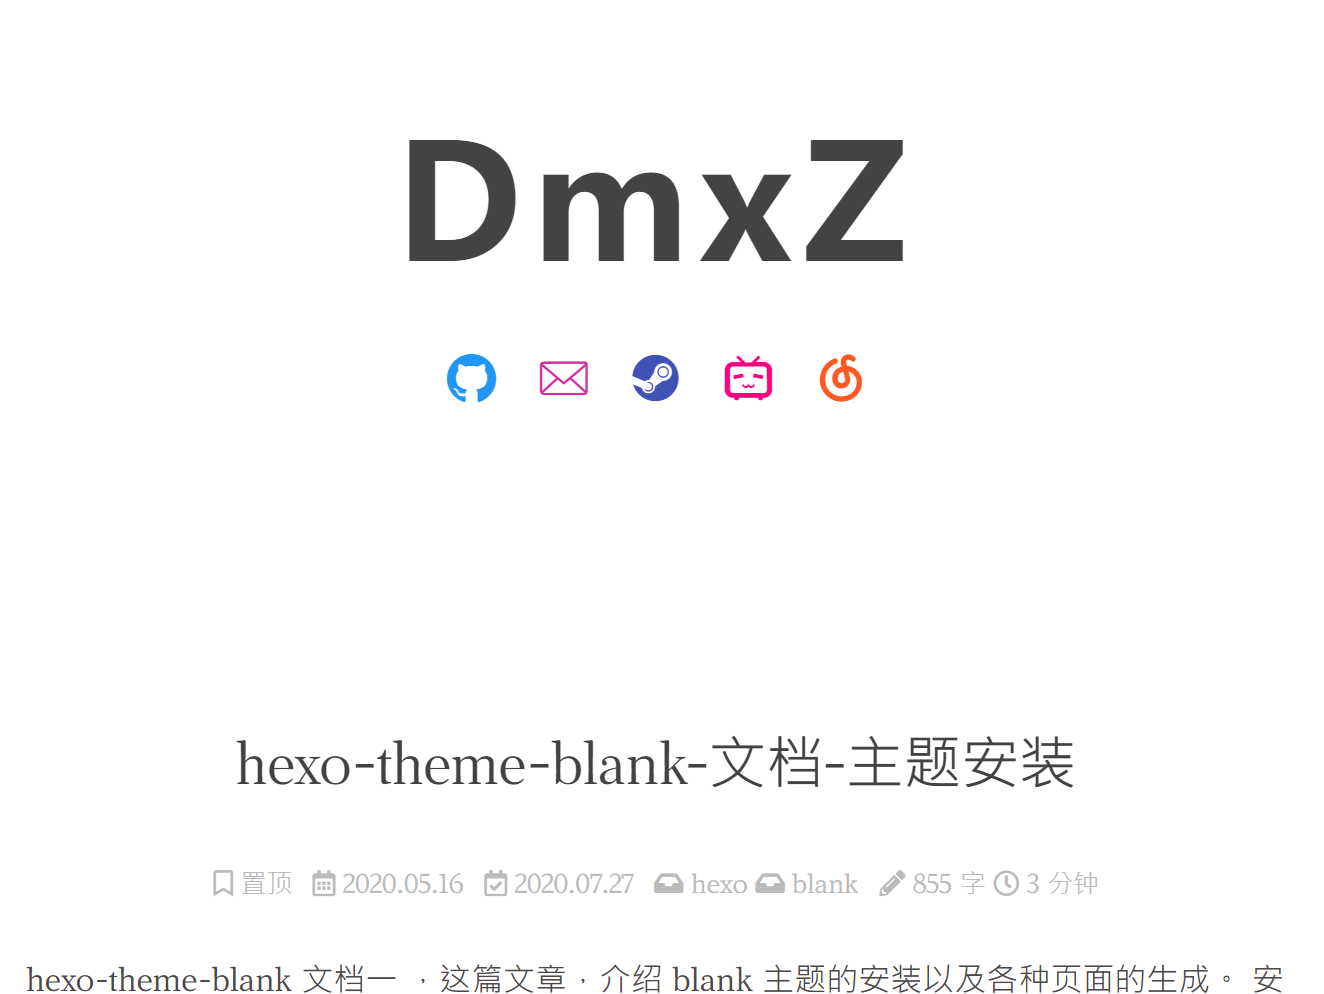 DmxZ
hexo-theme-blank-文档-主题安装
置顶 2020.05.16 2020.07.27 hexo blank 855 字 3 分钟
hexo-theme-blank 文档一 ，这篇文章，介绍 blank 主题的安装以及各种页面的生成。 安